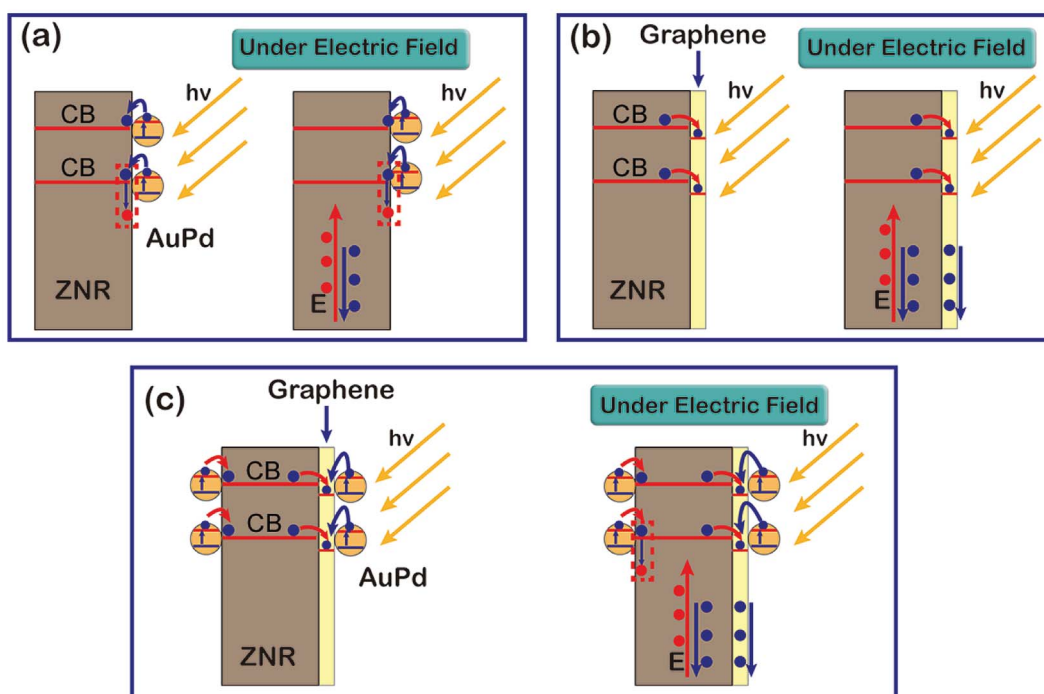 (a)
Under Electric Field
hv
hv
CB
CB
AuPd
ZNR
E
(b)
Graphene
Under Electric Field
hv
hv
CB
CB
ZNR
E
(c)
Graphene
Under Electric Field
hv
hv
CB
CB
AuPd
ZNR
E